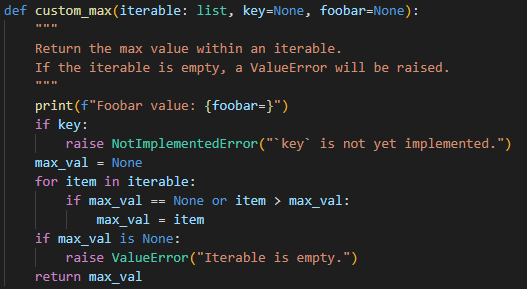 def custom_max(iterable: list, key=None, foobar=None):
    """
    Return the max value within an iterable.
    If the iterable is empty, a ValueError will be raised.
    """
    print(f"Foobar value: {foobar=}")
    if key:
        raise NotImplementedError("`key` is not yet implemented.")
    max_val = None
    for item in iterable:
        if max_val == None or item > max_val:
            max_val = item
    if max_val is None:
        raise ValueError("Iterable is empty.")
    return max_val